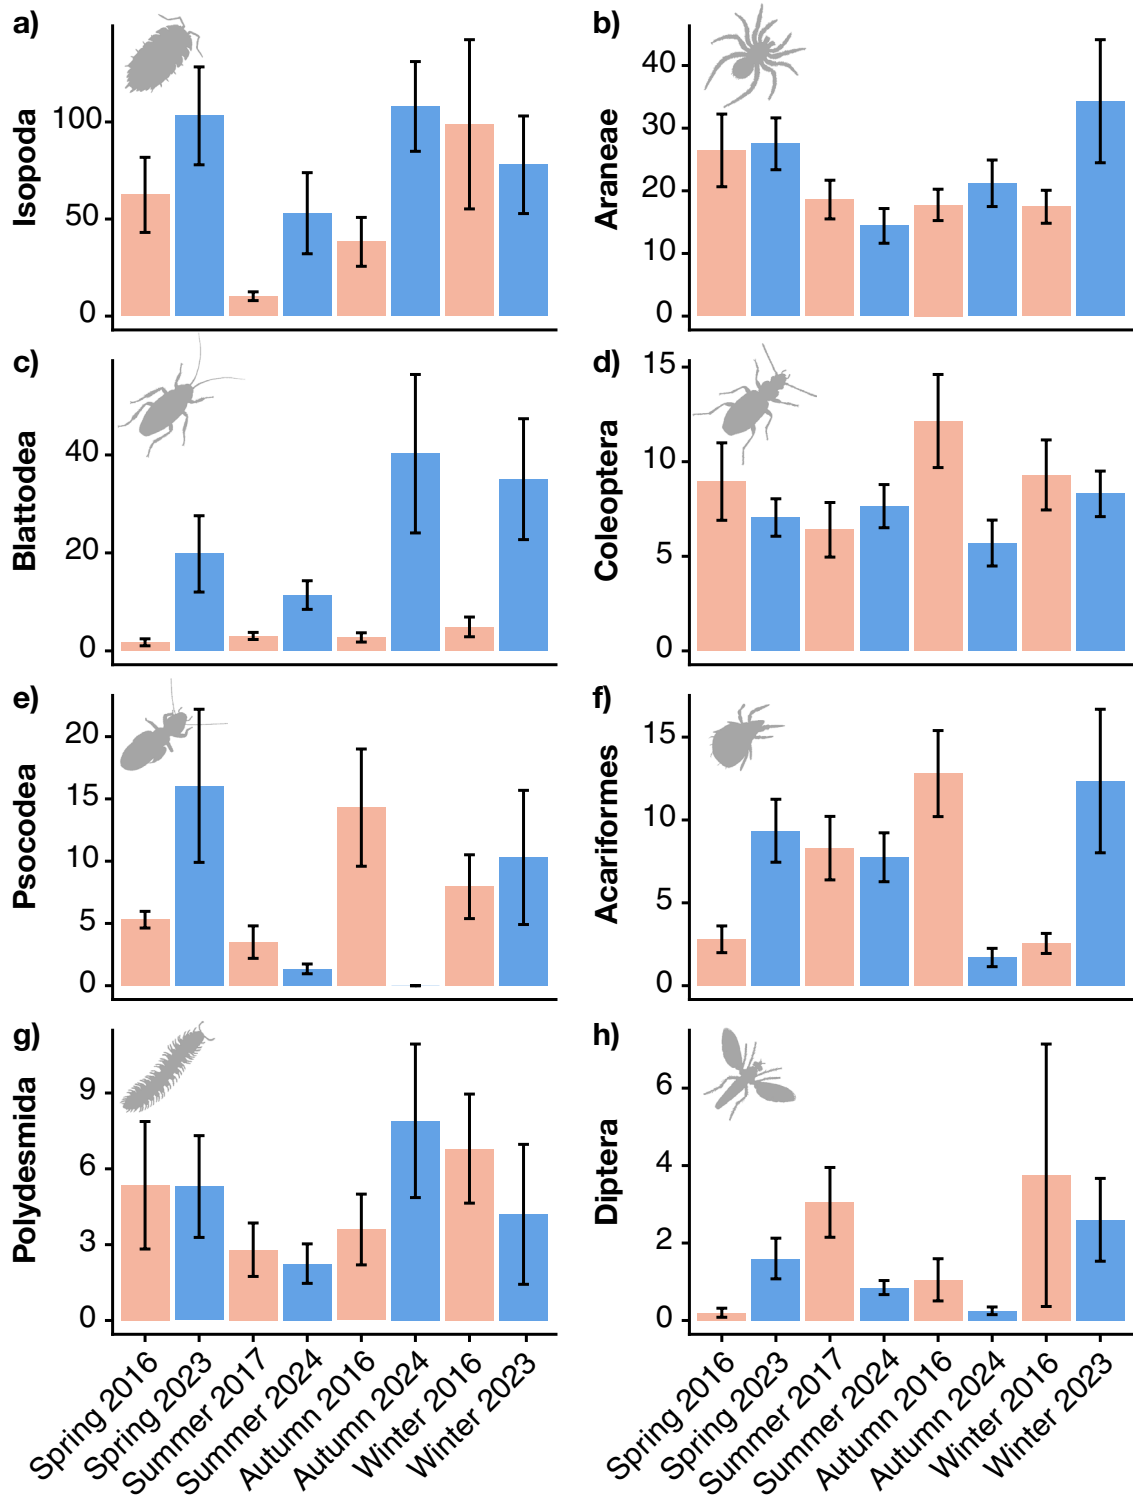 a)
Isopoda
100
50
0
b)
Araneae
40
30
20
10
0
c)
Blattodea
40
20
0
d)
Coleoptera
15
10
5
0
e)
Psocodea
20
15
10
5
0
f)
Acariformes
15
10
5
0
g)
Polydesmida
9
6
3
0
h)
Diptera
6
4
2
0
Spring 2016
Spring 2023
Summer 2017
Summer 2024
Autumn 2016
Autumn 2024
Winter 2016
Winter 2023
Spring 2016
Spring 2023
Summer 2017
Summer 2024
Autumn 2016
Autumn 2024
Winter 2016
Winter 2023